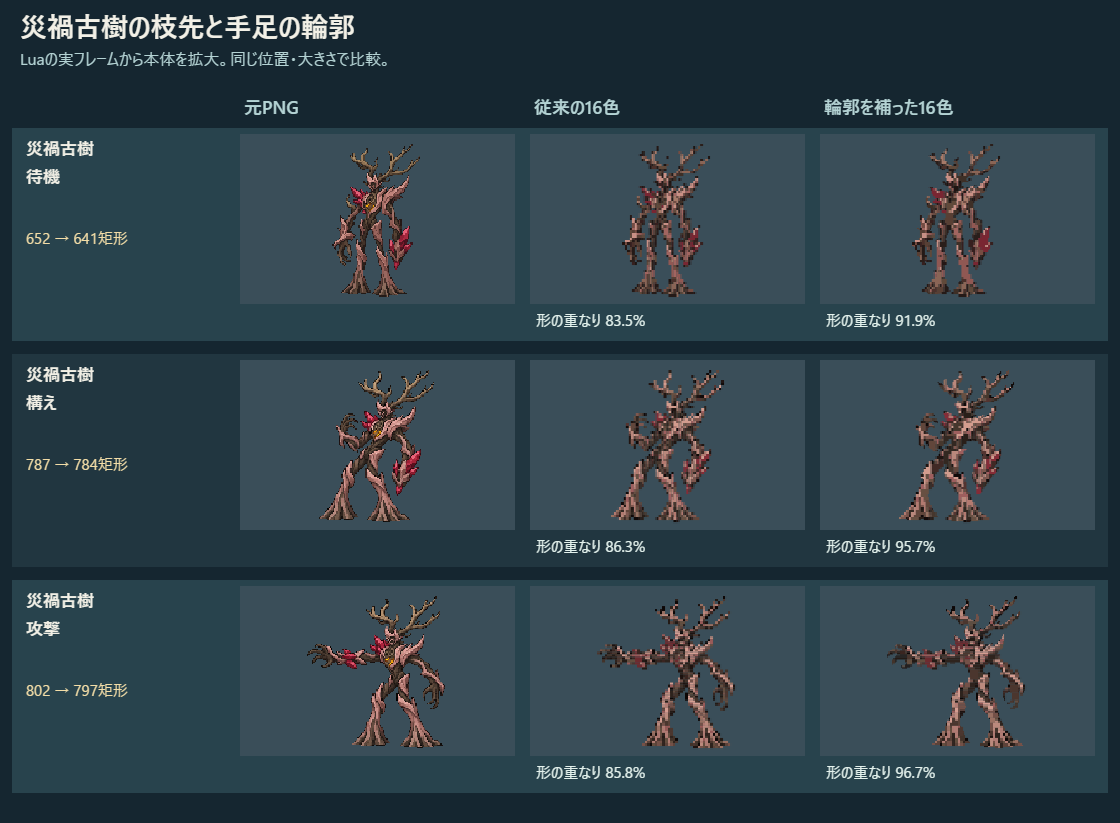 災禍古樹の枝先と手足の輪郭
Luaの実フレームから本体を拡大。同じ位置・大きさで比較。
元PNG 従来の16色 輪郭を補った16色
災禍古樹
待機
652 → 641矩形
形の重なり 83.5% 形の重なり 91.9%
災禍古樹
構え
787 → 784矩形
形の重なり 86.3% 形の重なり 95.7%
災禍古樹
攻撃
802 → 797矩形
形の重なり 85.8% 形の重なり 96.7%